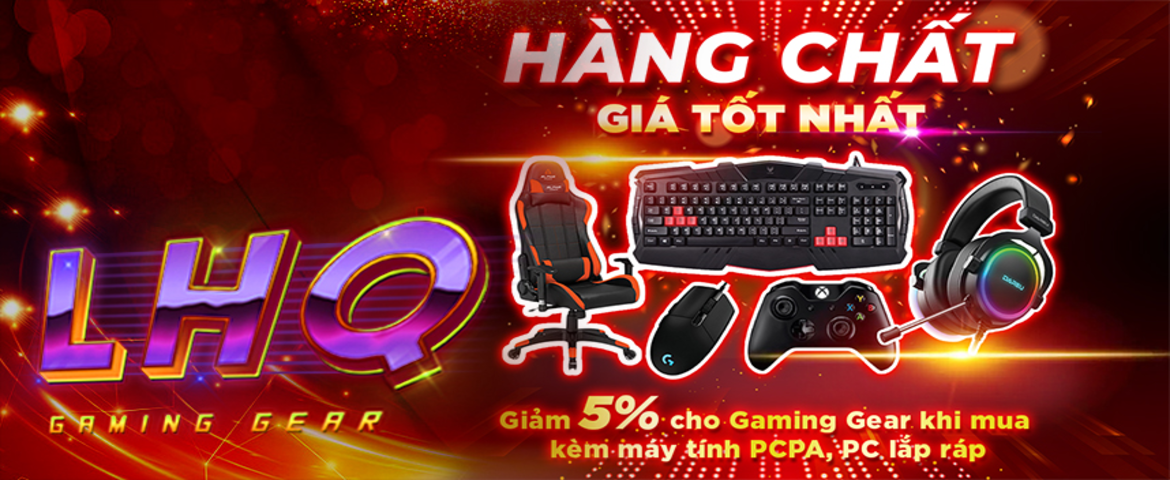 HÀNG CHẤT
GIÁ TỐT NHẤT
LHQ
GAMING GEAR
DAREU
G
Giảm 5% cho Gaming Gear khi mua
kèm máy tính PCPA, PC lắp ráp